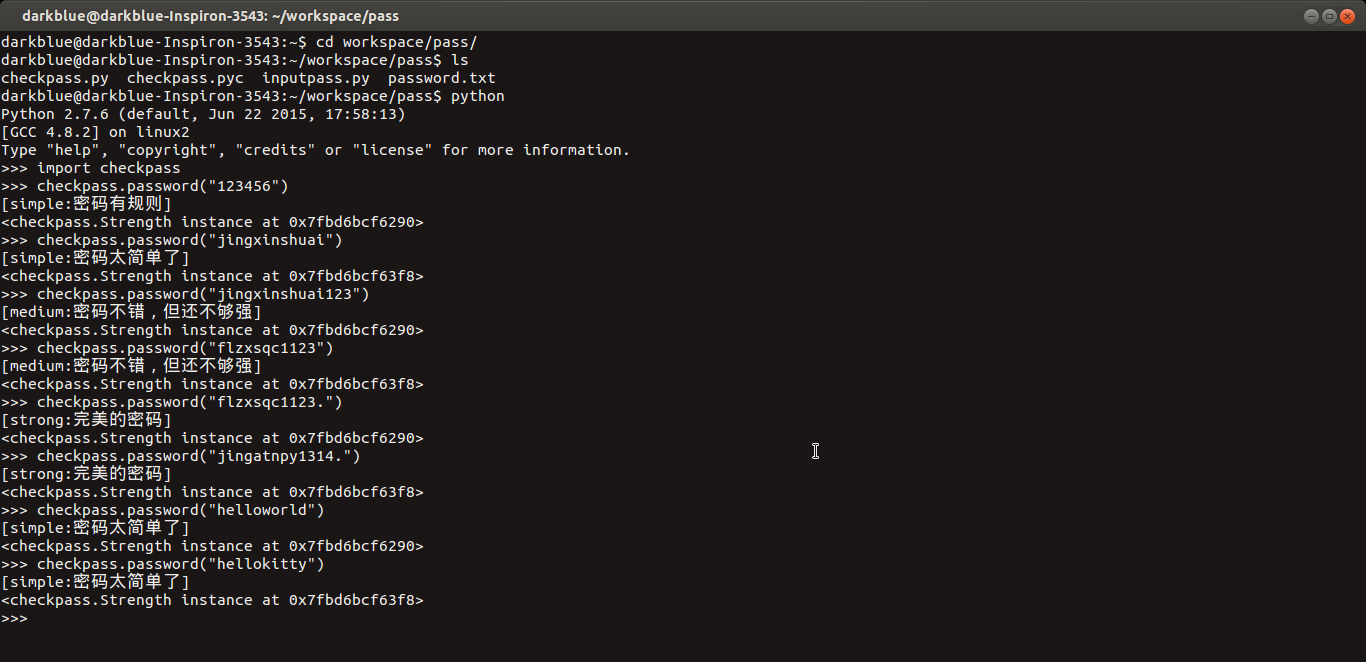 darkblue@darkblue-Inspiron-3543: ~/workspace/pass
darkblue@darkblue-Inspiron-3543:~$ cd workspace/pass/
darkblue@darkblue-Inspiron-3543:~/workspace/pass$ ls
checkpass.py  checkpass.pyc  inputpass.py  password.txt
darkblue@darkblue-Inspiron-3543:~/workspace/pass$ python
Python 2.7.6 (default, Jun 22 2015, 17:58:13)
[GCC 4.8.2] on linux2
Type "help", "copyright", "credits" or "license" for more information.
>>> import checkpass
>>> checkpass.password("123456")
[simple:密码有规则]
<checkpass.Strength instance at 0x7fbd6bcf6290>
>>> checkpass.password("jingxinshuai")
[simple:密码太简单了]
<checkpass.Strength instance at 0x7fbd6bcf63f8>
>>> checkpass.password("jingxinshuai123")
[medium:密码不错，但还不够强]
<checkpass.Strength instance at 0x7fbd6bcf6290>
>>> checkpass.password("flzxsqc1123")
[medium:密码不错，但还不够强]
<checkpass.Strength instance at 0x7fbd6bcf63f8>
>>> checkpass.password("flzxsqc1123.")
[strong:完美的密码]
<checkpass.Strength instance at 0x7fbd6bcf6290>
>>> checkpass.password("jingatnpy1314.")
[strong:完美的密码]
<checkpass.Strength instance at 0x7fbd6bcf63f8>
>>> checkpass.password("helloworld")
[simple:密码太简单了]
<checkpass.Strength instance at 0x7fbd6bcf6290>
>>> checkpass.password("hellokitty")
[simple:密码太简单了]
<checkpass.Strength instance at 0x7fbd6bcf63f8>
>>>